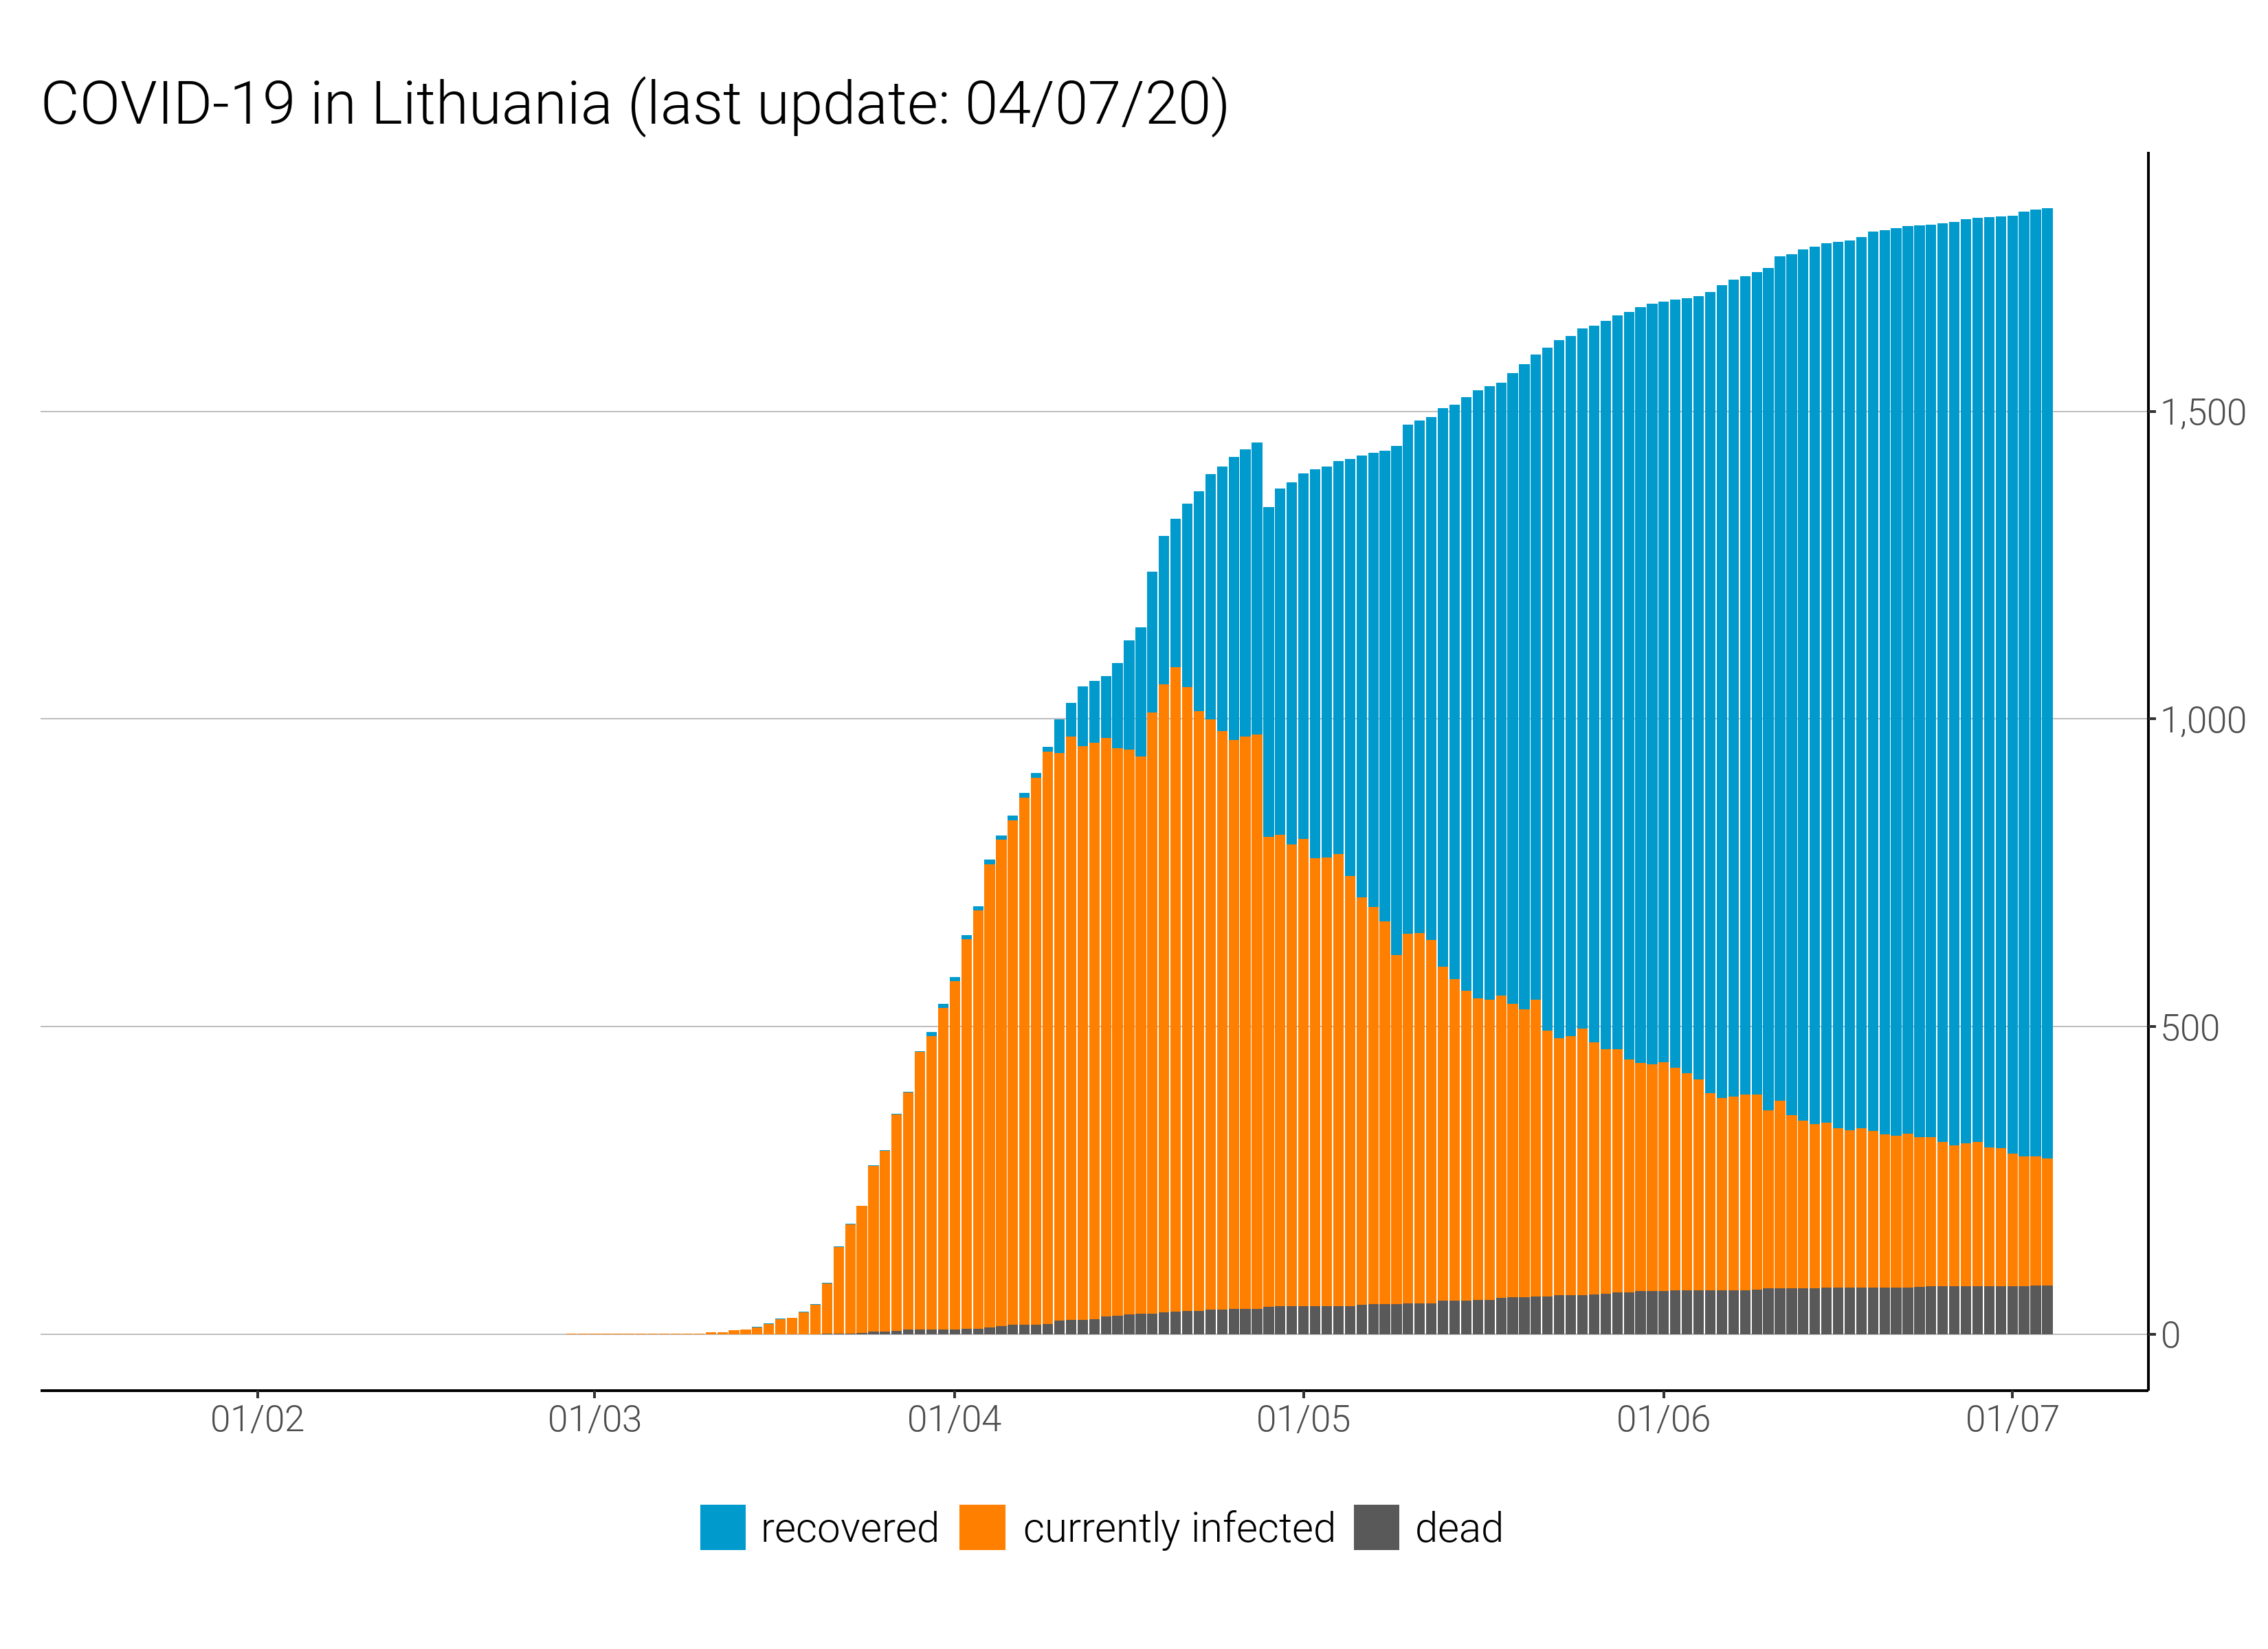 COVID-19 in Lithuania (last update: 04/07/20)
1,500
1,000
500
0
01/02 01/03 01/04 01/05 01/06 01/07
recovered currently infected dead